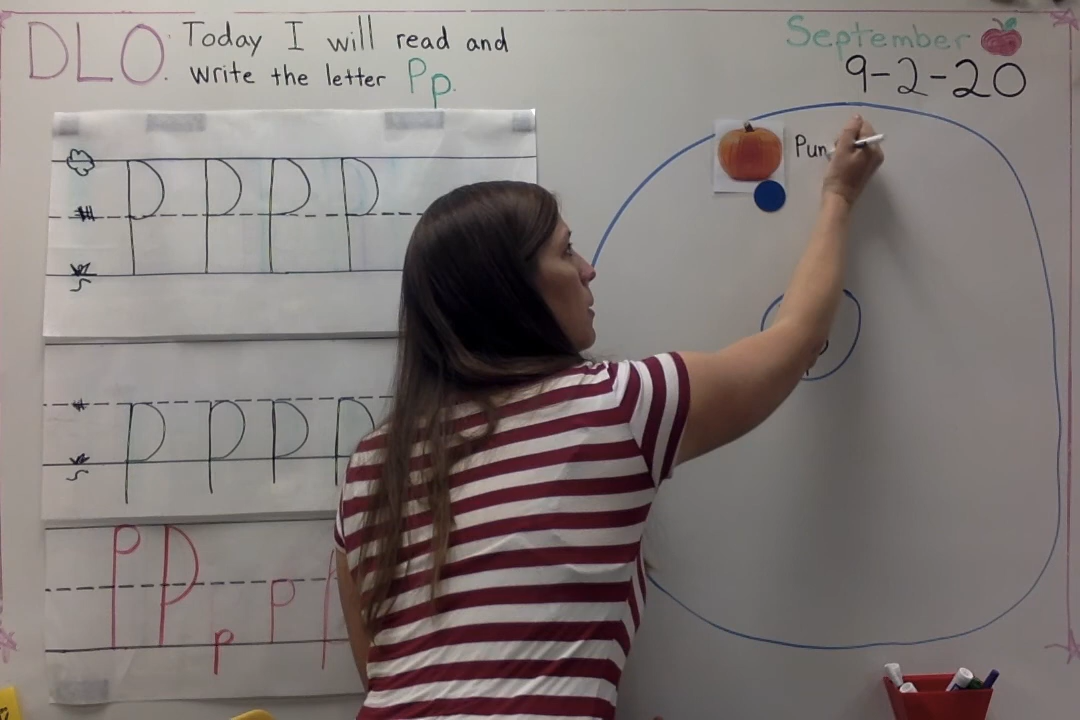 DLO: Today I will read and
write the letter Pp.
September
9-2-20
Pun
P P P P
p p p p
P P p p